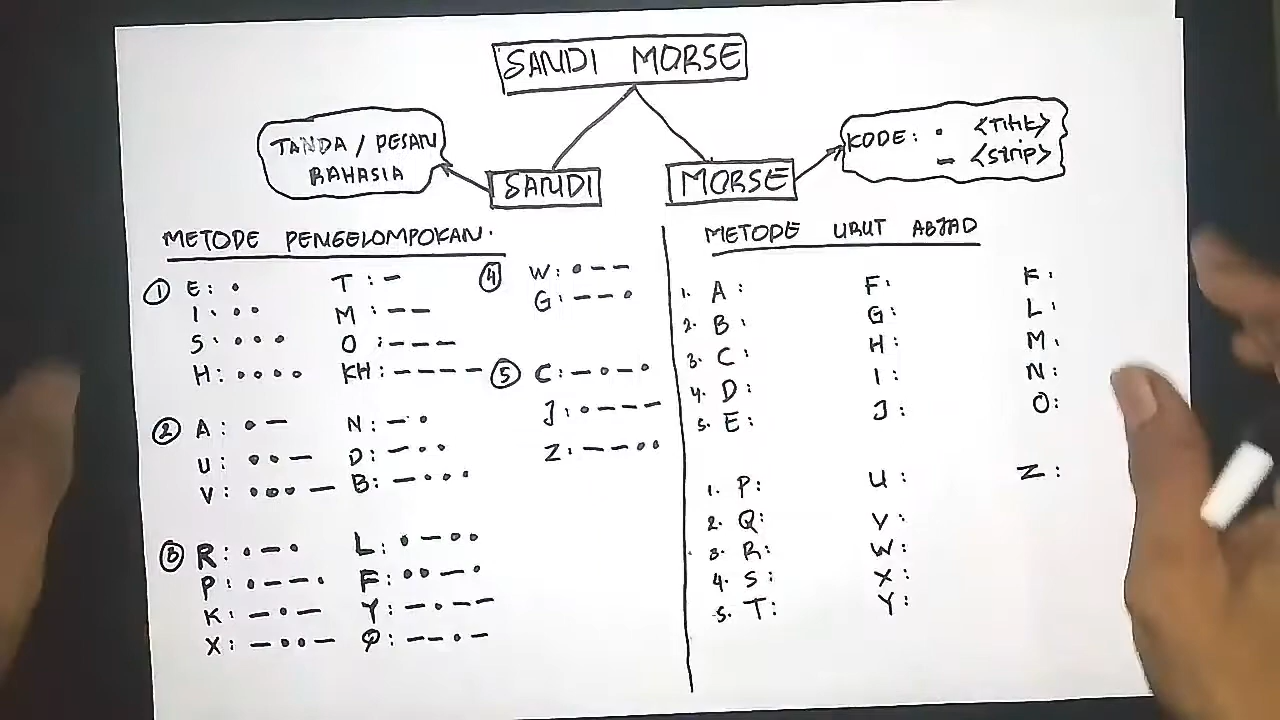 SANDI MORSE
TANDA / PESAN
RAHASIA
SANDI
MORSE
KODE: • <TITIK>
– <STRIP>
METODE PENGELOMPOKAN.
① E: •
I: • •
S: • • •
H: • • • •
T: –
M: – –
O: – – –
KH: – – – –
② A: • –
U: • • –
V: • • • –
N: – •
D: – • •
B: – • • •
③ R: • – •
P: • – – •
K: – • –
X: – • • –
L: • – • •
F: • • – •
Y: – • – –
Q: – – • –
④ W: • – –
G: – – •
⑤ C: – • – •
J: • – – –
Z: – – • •
METODE URUT ABJAD
1. A:
2. B:
3. C:
4. D:
5. E:
F:
G:
H:
I:
J:
K:
L:
M:
N:
O:
1. P:
2. Q:
3. R:
4. S:
5. T:
U:
V:
W:
X:
Y:
Z: